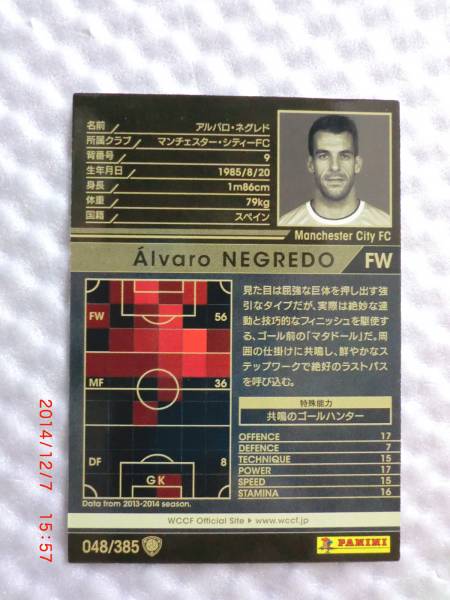 名前 アルバロ・ネグレド
所属クラブ マンチェスター・シティーFC
背番号 9
生年月日 1985/8/20
身長 1m86cm
体重 79kg
国籍 スペイン
Manchester City FC
Álvaro NEGREDO FW
FW 56
MF 36
DF 8
GK
Data from 2013-2014 season.
見た目は屈強な巨体を押し出す強
引なタイプだが、実際は絶妙な連
動と技巧的なフィニッシュを駆使す
る、ゴール前の「マタドール」だ。周
囲の仕掛けに共鳴し、鮮やかなス
テップワークで絶好のラストパス
を呼び込む。
特殊能力
共鳴のゴールハンター
OFFENCE 17
DEFENCE 7
TECHNIQUE 15
POWER 17
SPEED 15
STAMINA 16
WCCF Official Site ▶ www.wccf.jp
048/385
PANINI
2014/12/7 15:57